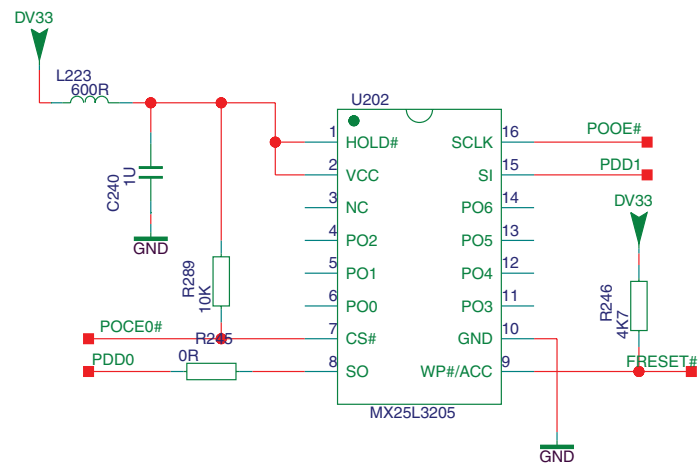 DV33
L223
600R
C240
1U
GND
R289
10K
U202
1 HOLD# SCLK 16 POOE#
2 VCC SI 15 PDD1
3 NC PO6 14
4 PO2 PO5 13
5 PO1 PO4 12
6 PO0 PO3 11
POCE0# 7 CS# GND 10
PDD0 R245 0R 8 SO WP#/ACC 9 FRESET#
MX25L3205
DV33
R246
4K7
GND